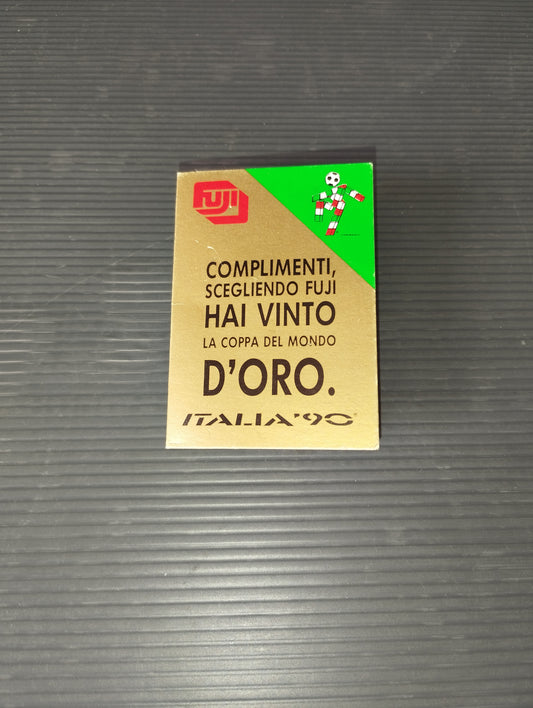 FUJI
COMPLIMENTI,
SCEGLIENDO FUJI
HAI VINTO
LA COPPA DEL MONDO
D'ORO.
ITALIA'90